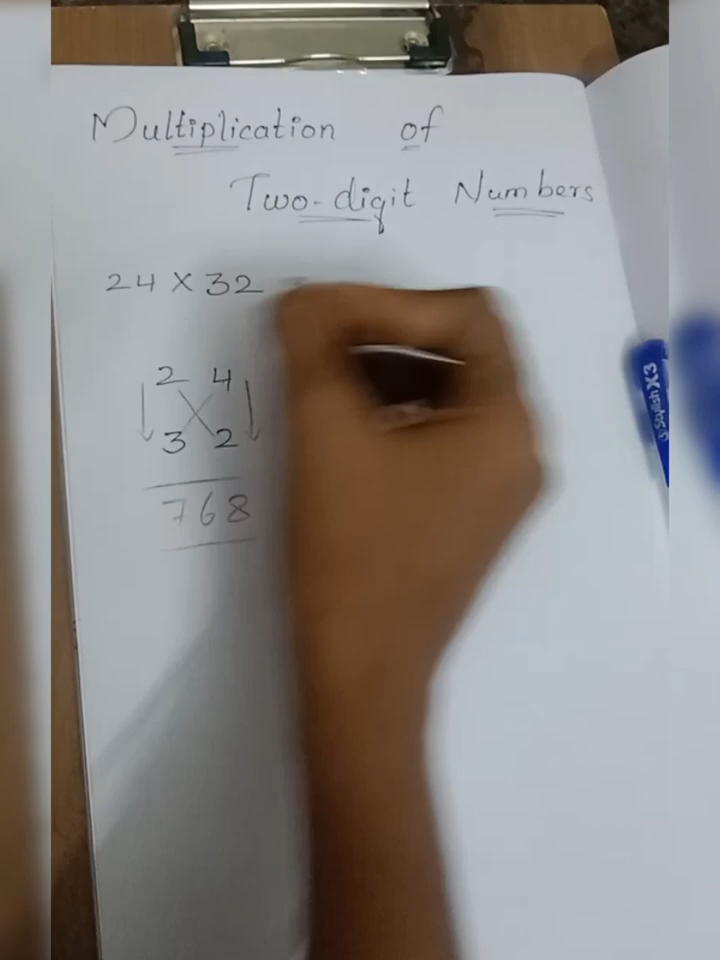 Multiplication of
Two-digit Numbers
24 × 32 =
2 4
3 2
768
Stylish X3